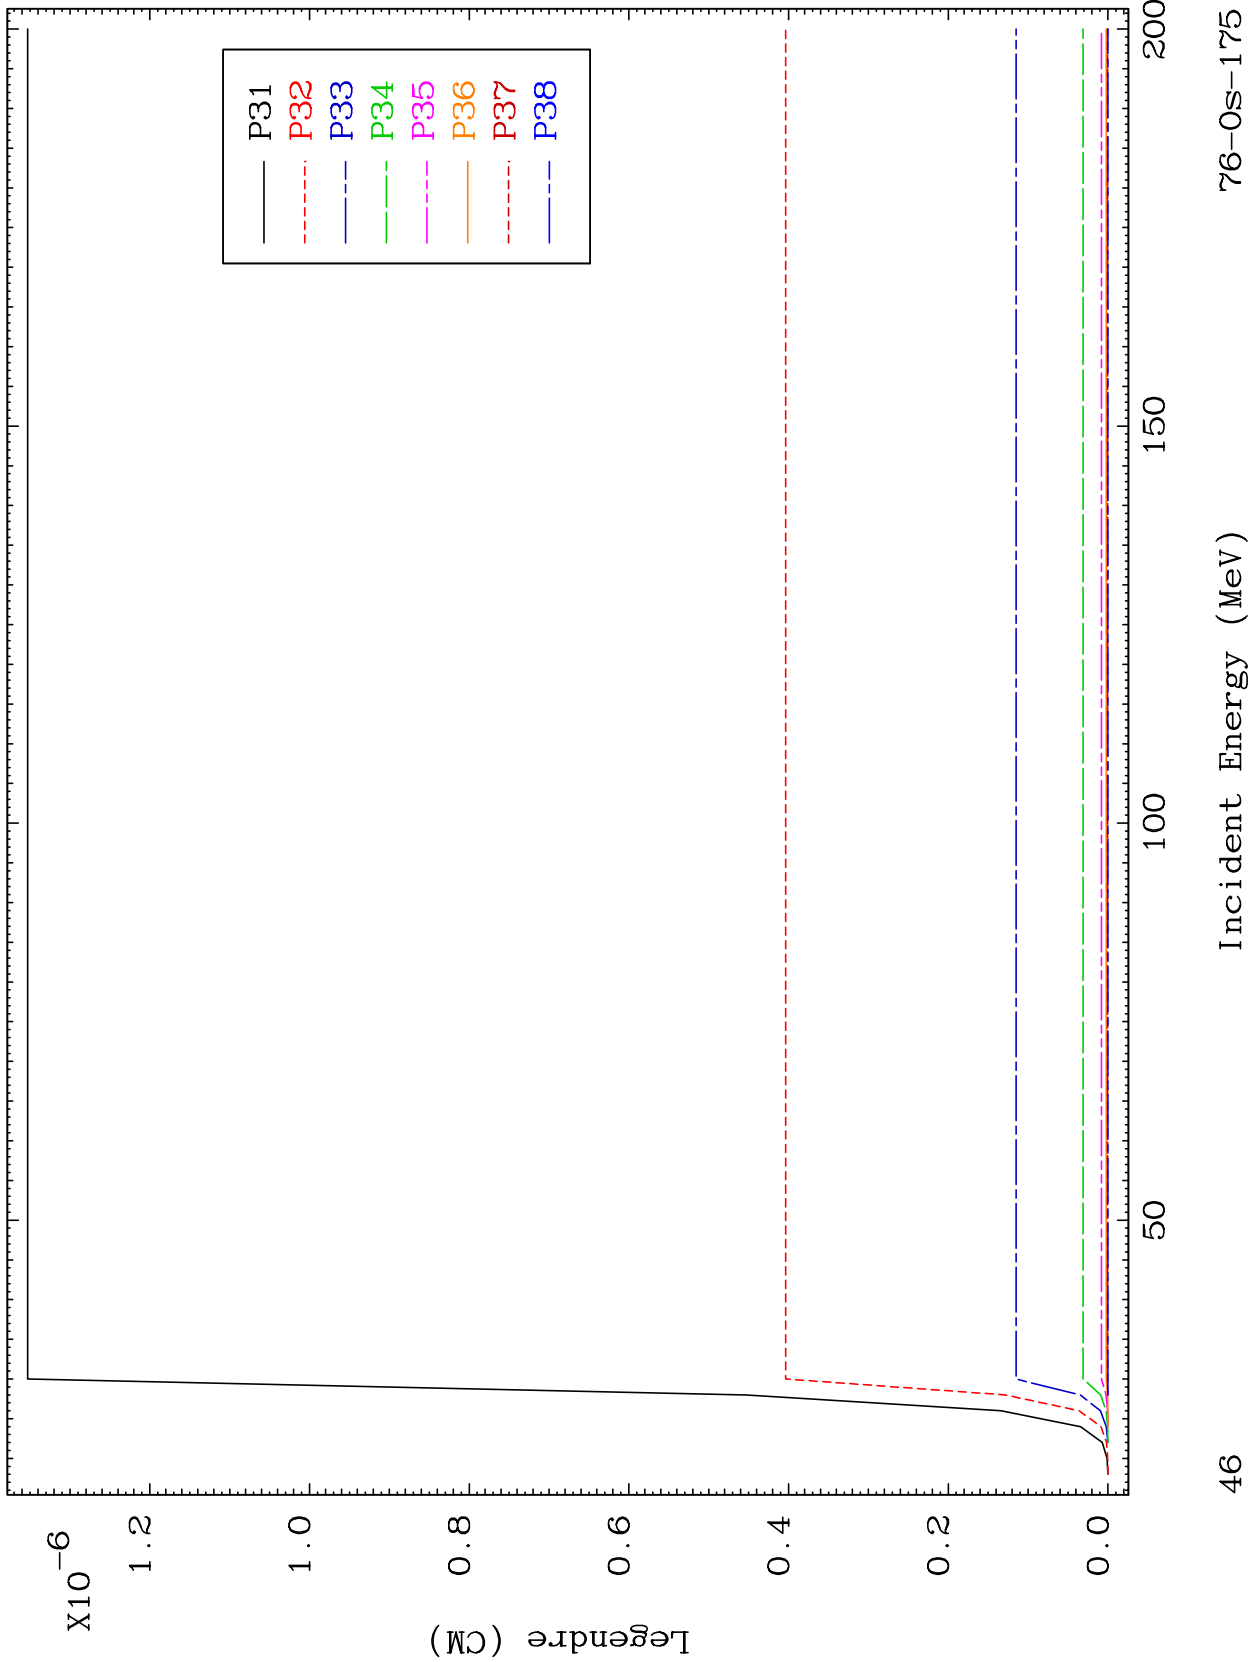 X10-6
1.2
1.0
0.8
0.6
0.4
0.2
0.0
Legendre (CM)
P31
P32
P33
P34
P35
P36
P37
P38
50
100
150
200
Incident Energy (MeV)
46
76-Os-175